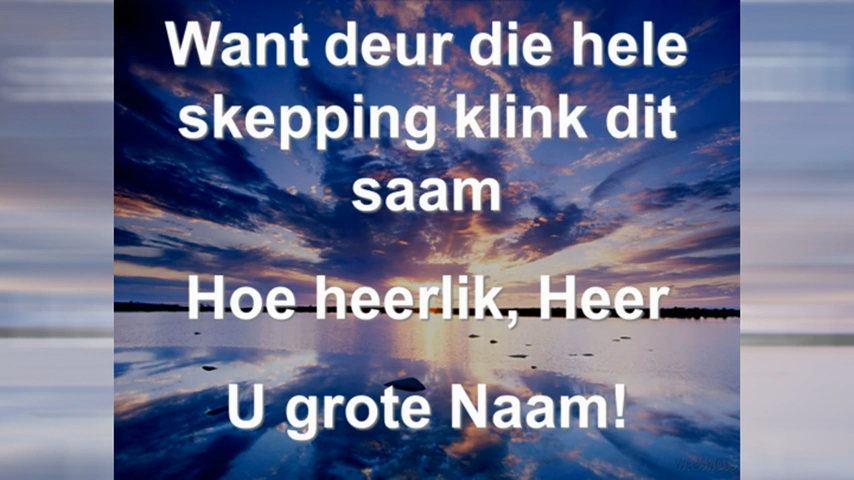 Want deur die hele
skepping klink dit
saam
Hoe heerlik, Heer
U grote Naam!